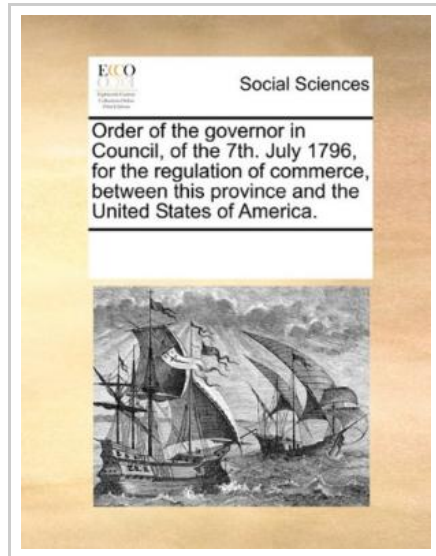 ECCO
Social Sciences
Order of the governor in
Council, of the 7th. July 1796,
for the regulation of commerce,
between this province and the
United States of America.